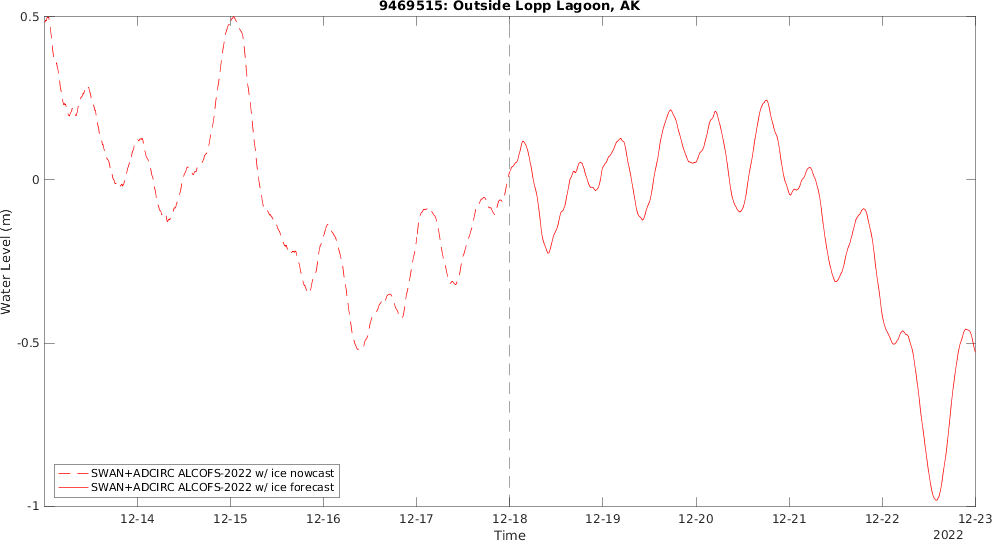 9469515: Outside Lopp Lagoon, AK
0.5
0
-0.5
-1
Water Level (m)
SWAN+ADCIRC ALCOFS-2022 w/ ice nowcast
SWAN+ADCIRC ALCOFS-2022 w/ ice forecast
12-14 12-15 12-16 12-17 12-18 12-19 12-20 12-21 12-22 12-23
Time
2022